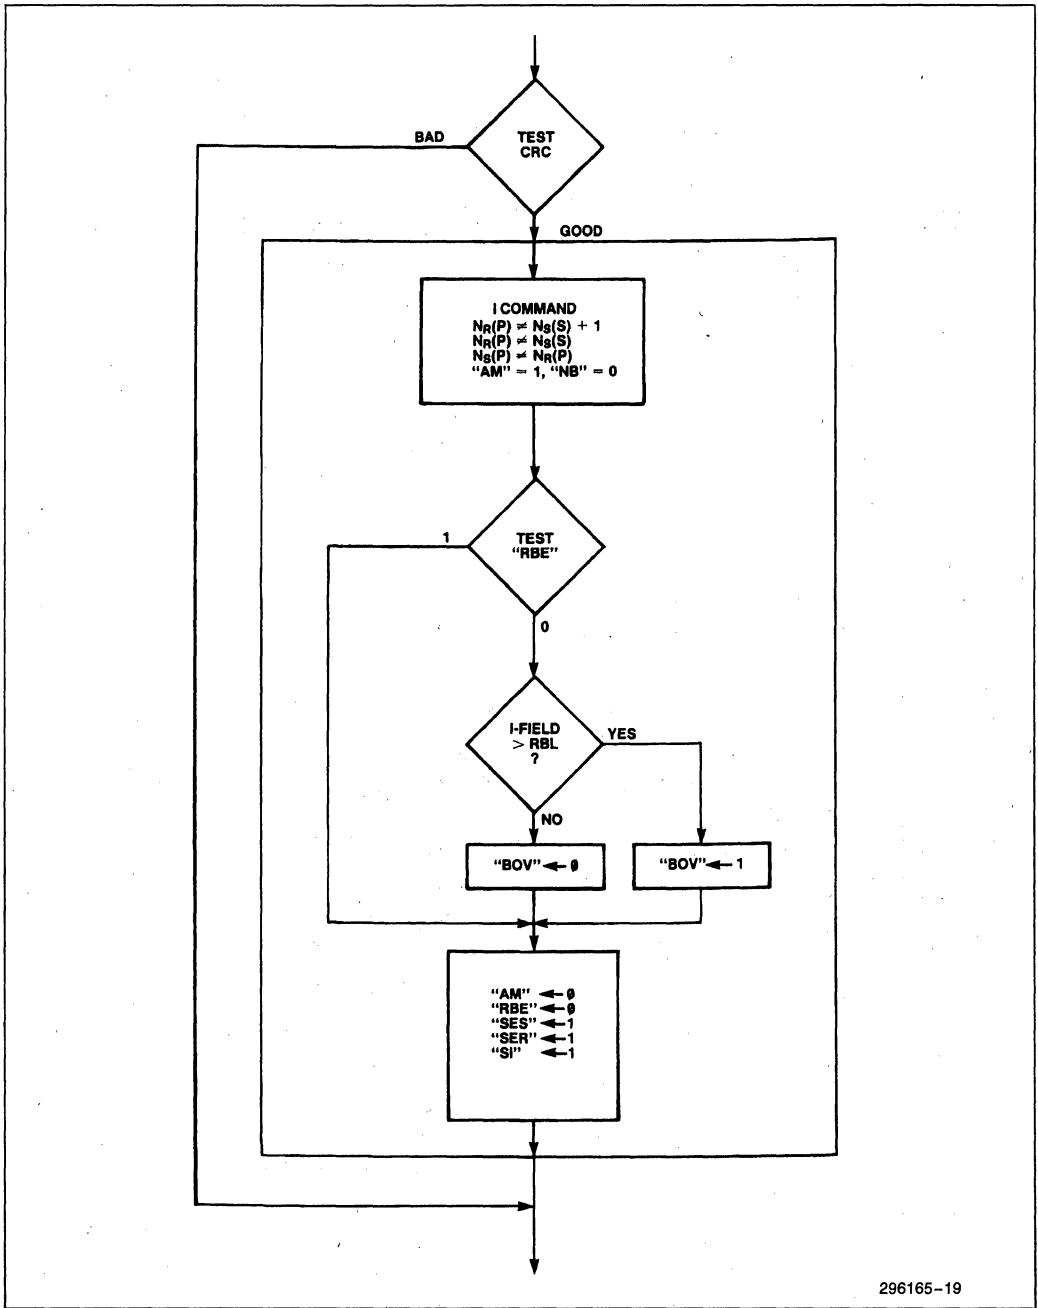 TEST
CRC
BAD
GOOD
I COMMAND
NR(P) ≠ NS(S) + 1
NR(P) ≠ NS(S)
NS(P) ≠ NR(P)
“AM” = 1, “NB” = 0
TEST
“RBE”
1
0
I-FIELD
> RBL
?
YES
NO
“BOV” ← 0
“BOV” ← 1
“AM” ← 0
“RBE” ← 0
“SES” ← 1
“SER” ← 1
“SI” ← 1
296165–19